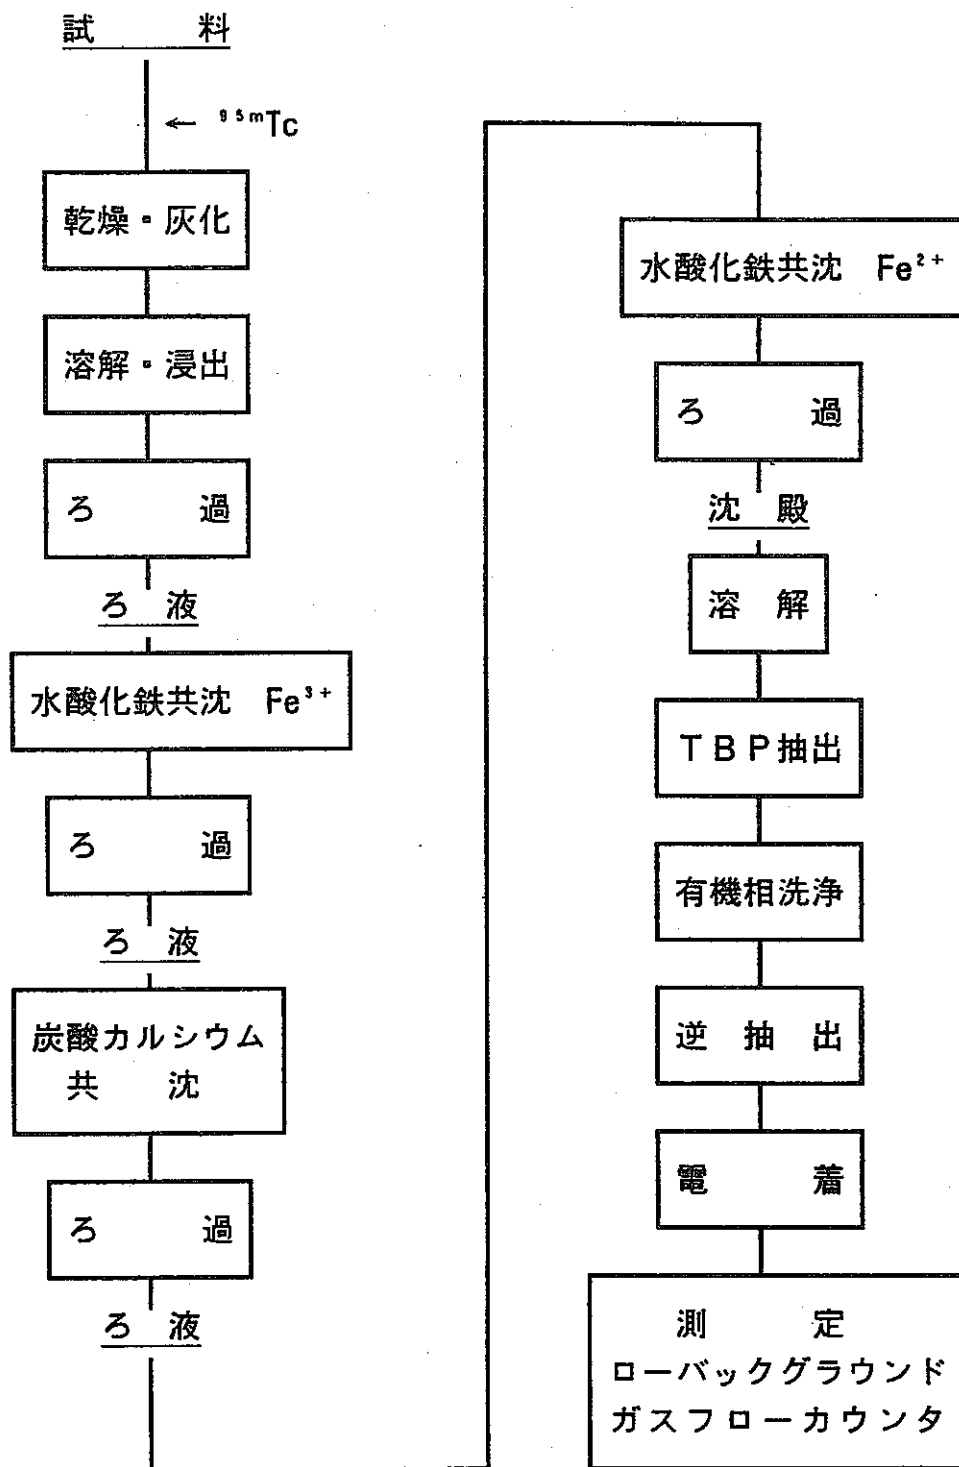 試料
← ⁹⁵ᵐTc
乾燥・灰化
溶解・浸出
ろ過
ろ液
水酸化鉄共沈 Fe³⁺
ろ過
ろ液
炭酸カルシウム
共沈
ろ過
ろ液
水酸化鉄共沈 Fe²⁺
ろ過
沈殿
溶解
TBP抽出
有機相洗浄
逆抽出
電着
測定
ローバックグラウンド
ガスフローカウンタ